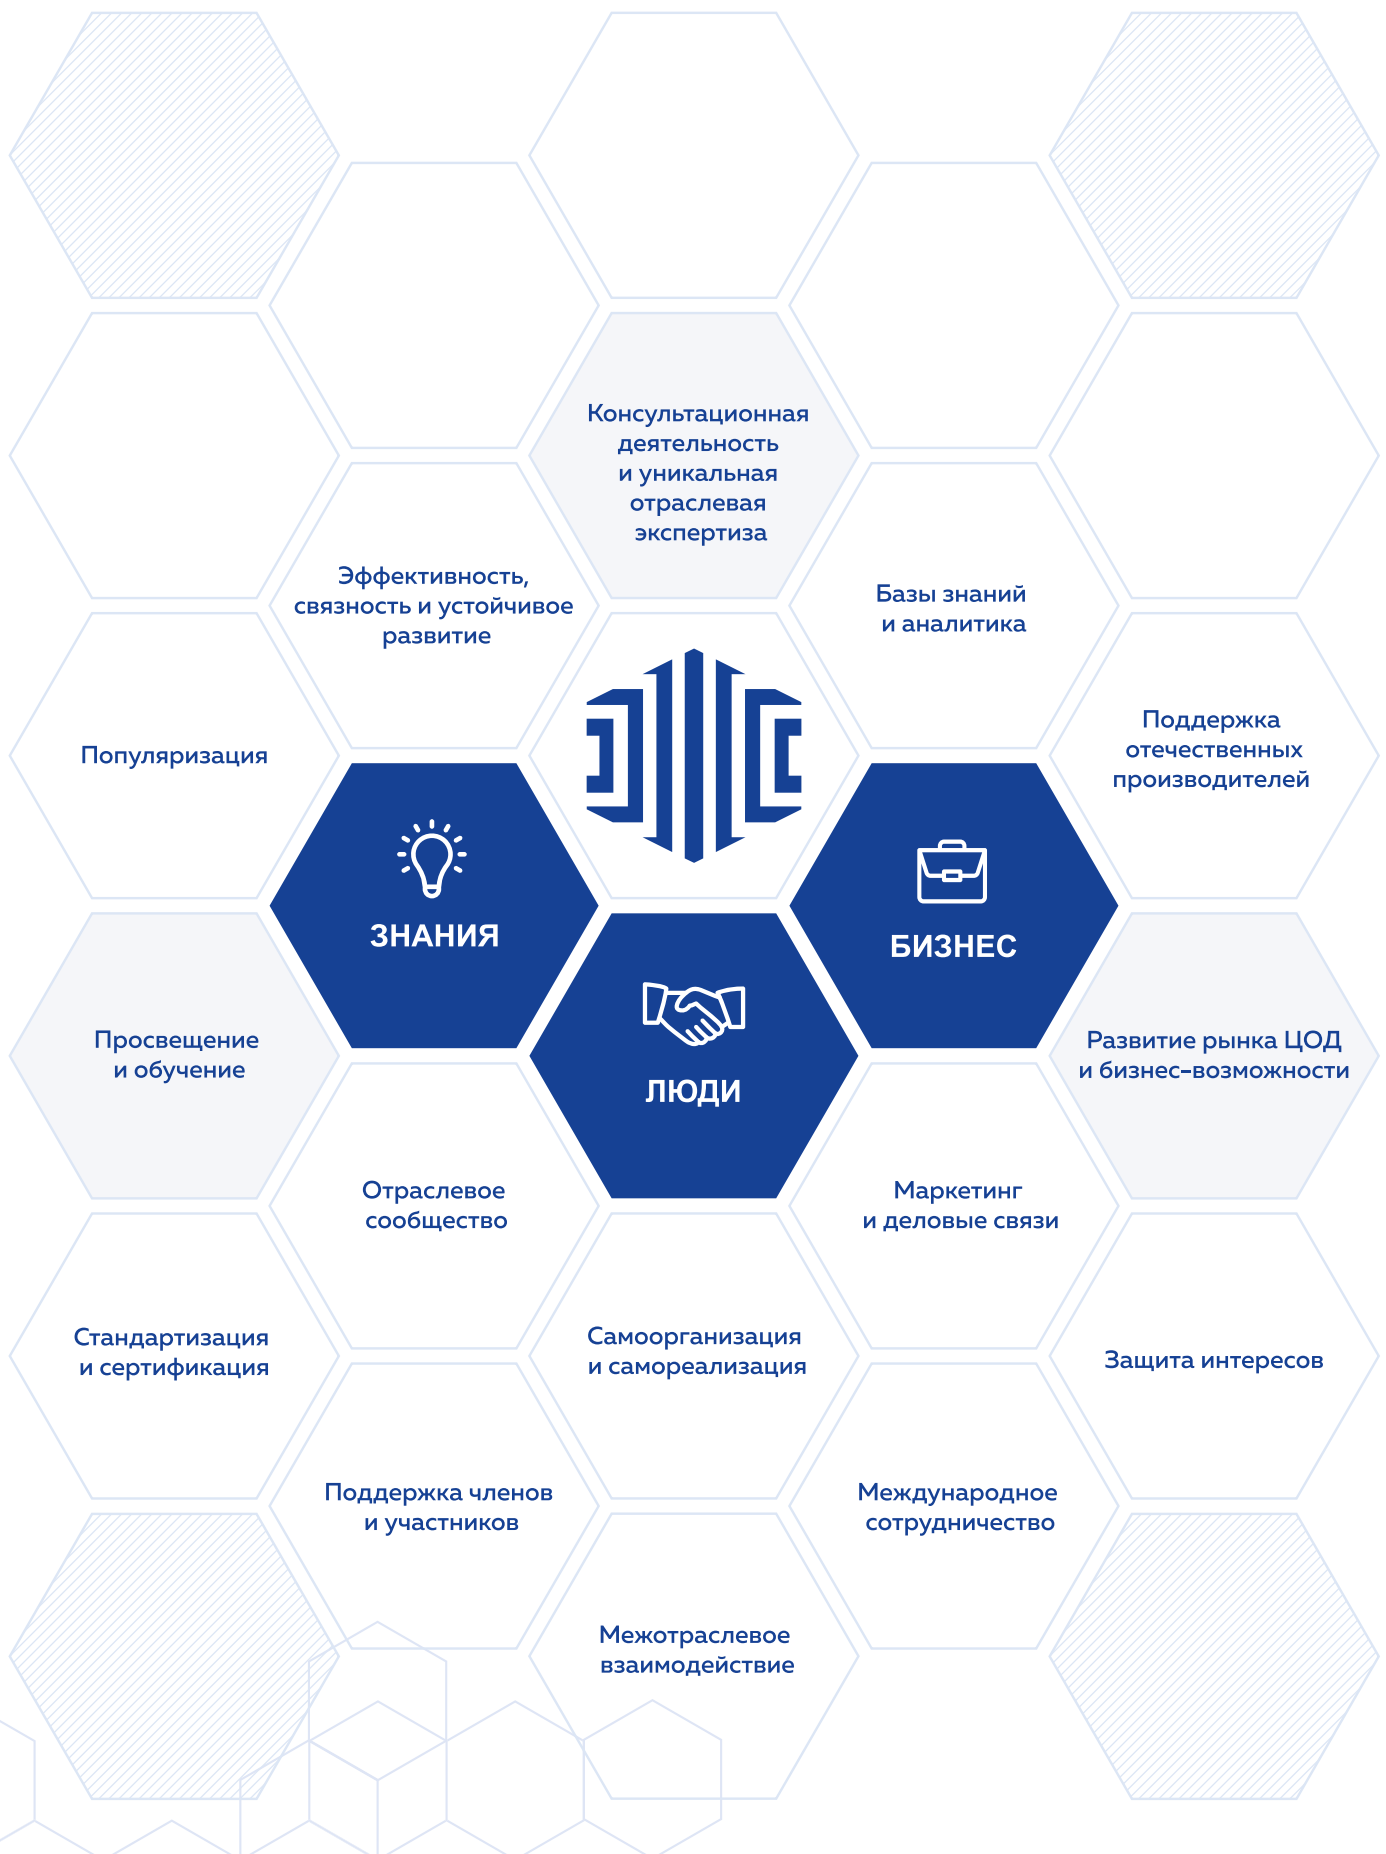 Консультационная
деятельность
и уникальная
отраслевая
экспертиза
Эффективность,
связность и устойчивое
развитие
Базы знаний
и аналитика
Популяризация
Поддержка
отечественных
производителей
ЗНАНИЯ
БИЗНЕС
Просвещение
и обучение
ЛЮДИ
Развитие рынка ЦОД
и бизнес-возможности
Отраслевое
сообщество
Маркетинг
и деловые связи
Стандартизация
и сертификация
Самоорганизация
и самореализация
Защита интересов
Поддержка членов
и участников
Международное
сотрудничество
Межотраслевое
взаимодействие